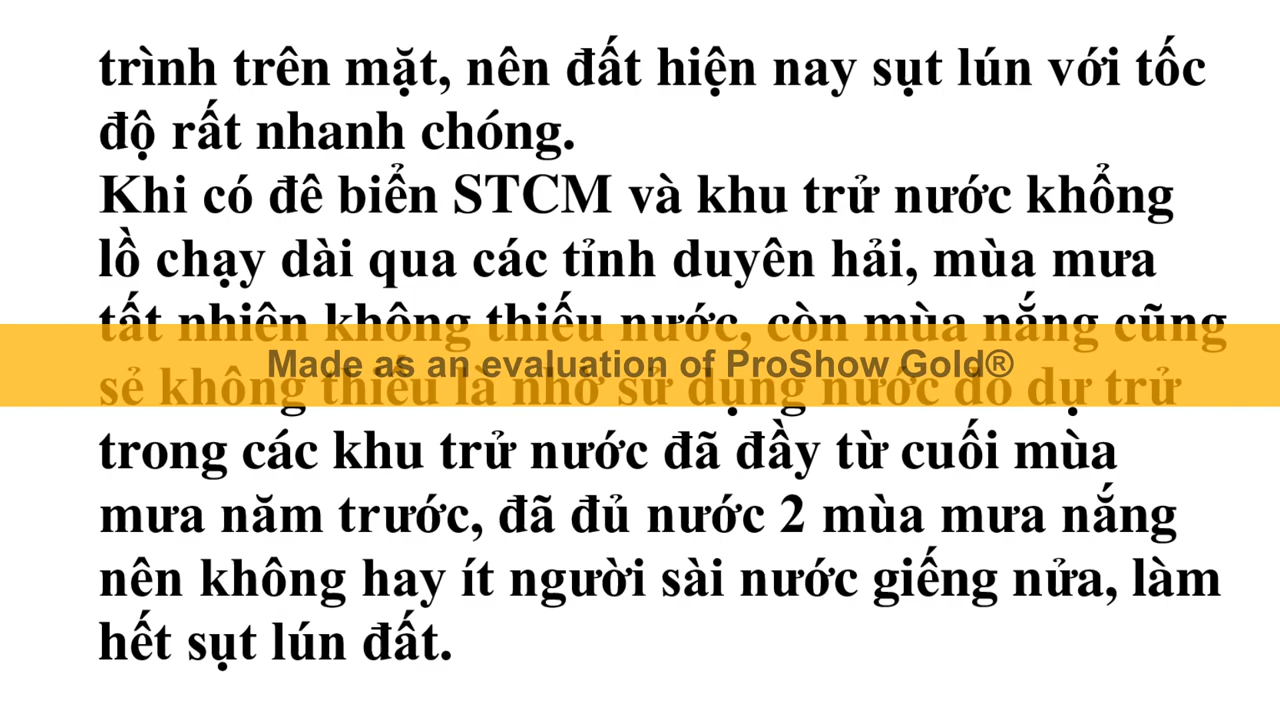 trình trên mặt, nên đất hiện nay sụt lún với tốc
độ rất nhanh chóng.
Khi có đê biển STCM và khu trử nước khổng
lồ chạy dài qua các tỉnh duyên hải, mùa mưa
tất nhiên không thiếu nước, còn mùa nắng cũng
Made as an evaluation of ProShow Gold®
sẻ không thiếu là nhờ sử dụng nước đó dự trử
trong các khu trử nước đã đầy từ cuối mùa
mưa năm trước, đã đủ nước 2 mùa mưa nắng
nên không hay ít người sài nước giếng nửa, làm
hết sụt lún đất.